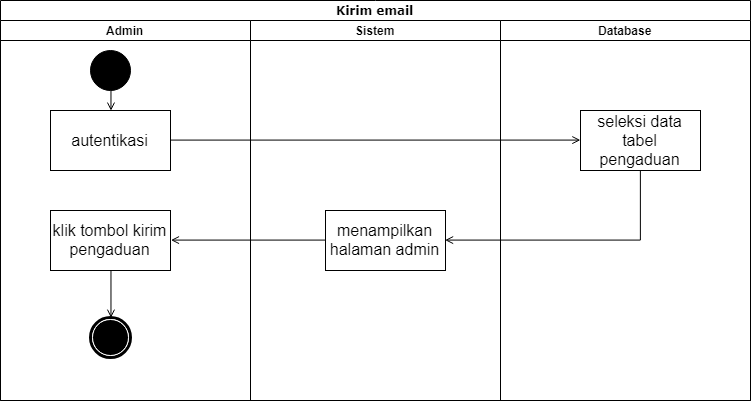 Kirim email
Admin
Sistem
Database
autentikasi
seleksi data
tabel
pengaduan
klik tombol kirim
pengaduan
menampilkan
halaman admin